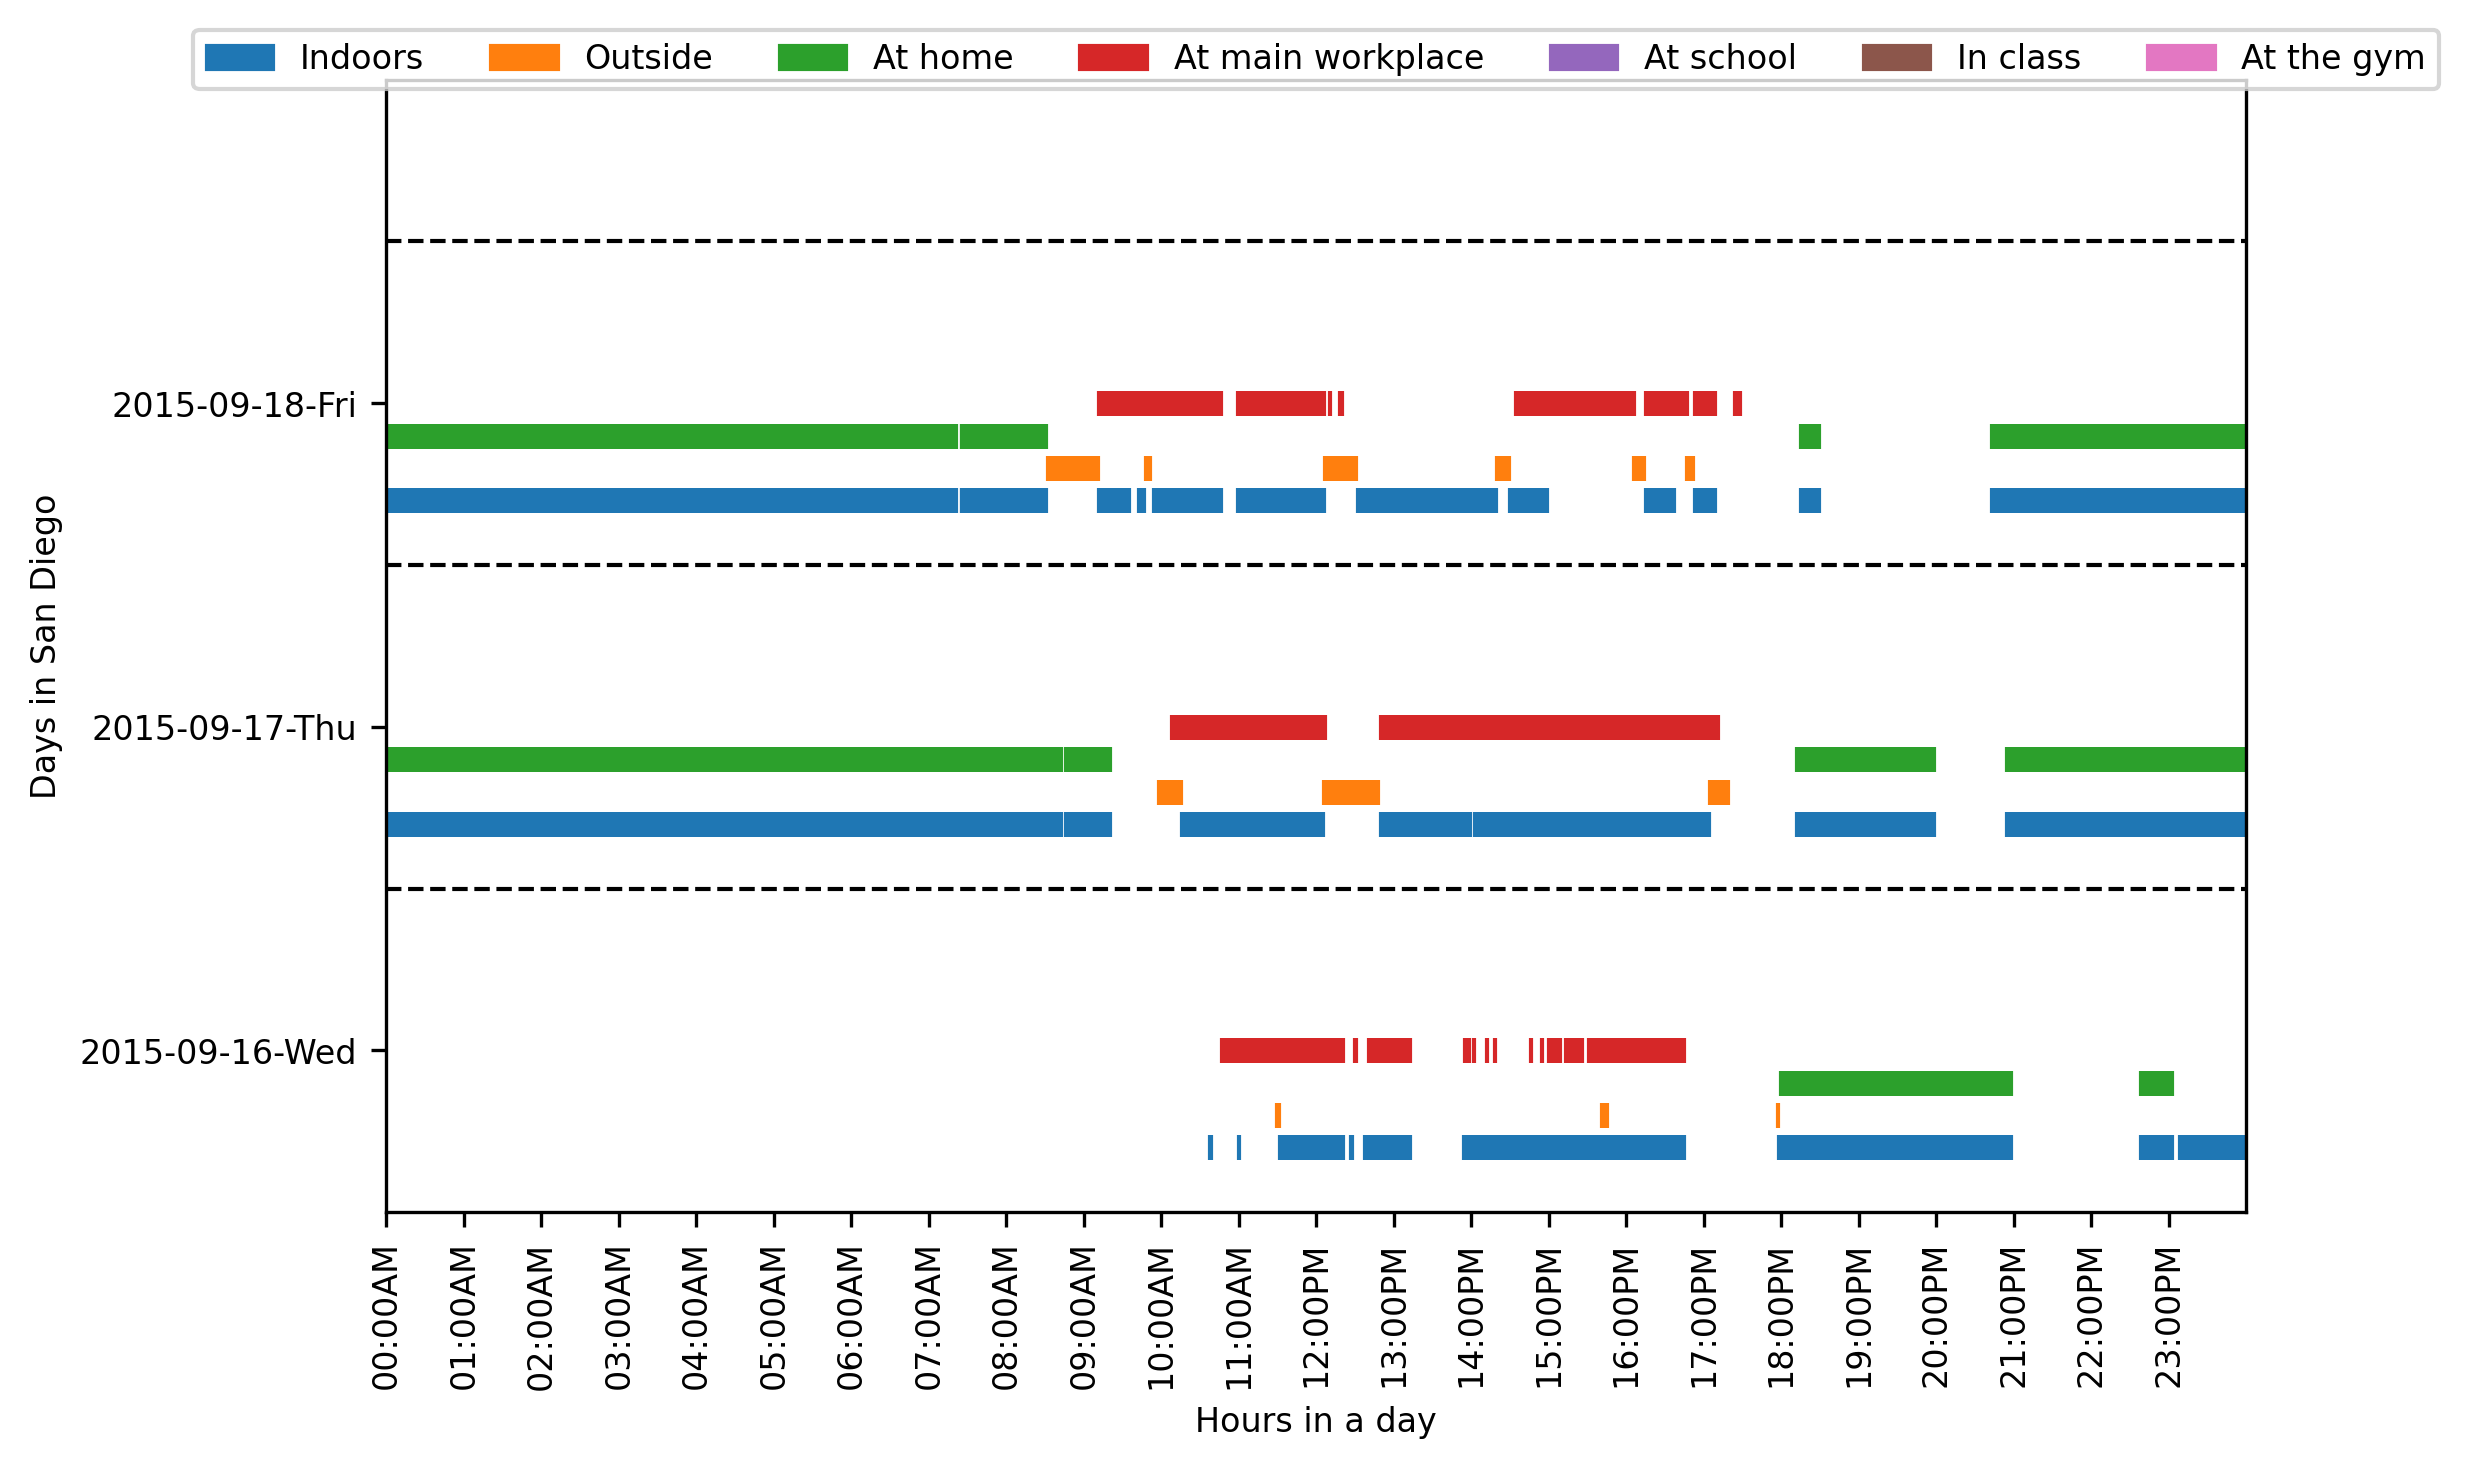 Indoors Outside At home At main workplace At school In class At the gym
2015-09-18-Fri
2015-09-17-Thu
2015-09-16-Wed
Days in San Diego
00:00AM
01:00AM
02:00AM
03:00AM
04:00AM
05:00AM
06:00AM
07:00AM
08:00AM
09:00AM
10:00AM
11:00AM
12:00PM
13:00PM
14:00PM
15:00PM
16:00PM
17:00PM
18:00PM
19:00PM
20:00PM
21:00PM
22:00PM
23:00PM
Hours in a day